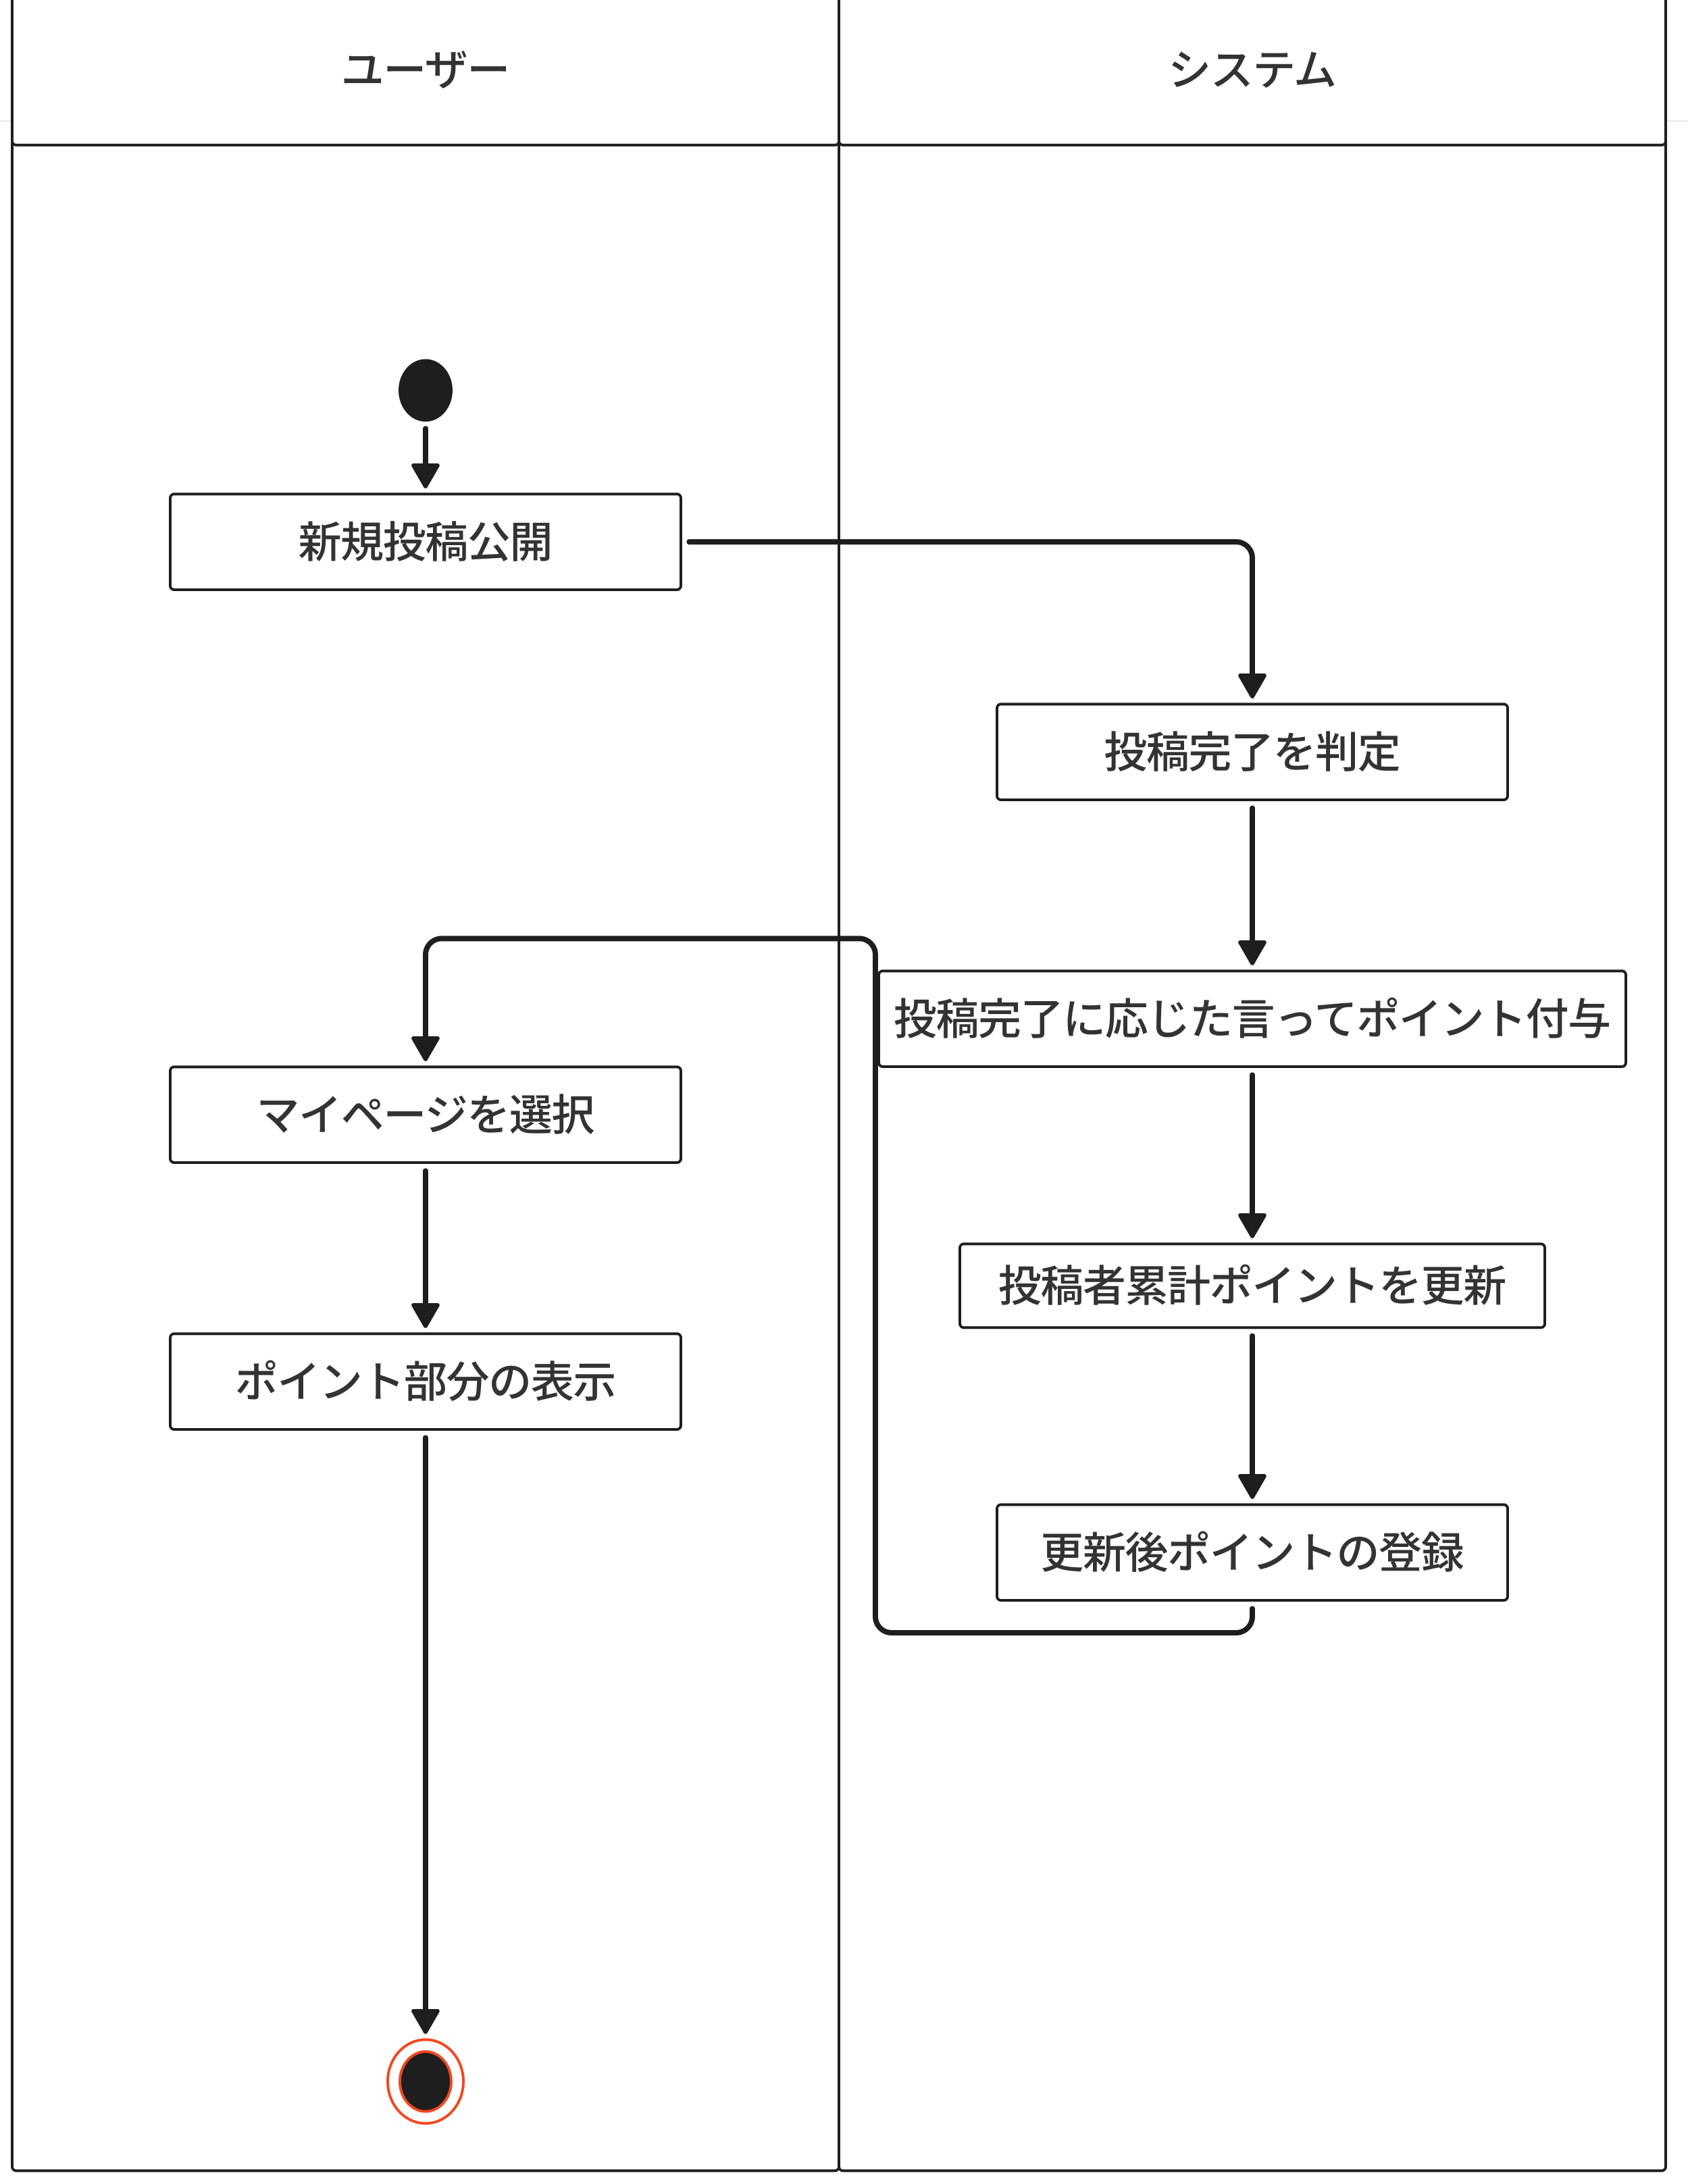 ユーザー
システム
新規投稿公開
投稿完了を判定
投稿完了に応じた言ってポイント付与
マイページを選択
投稿者累計ポイントを更新
ポイント部分の表示
更新後ポイントの登録